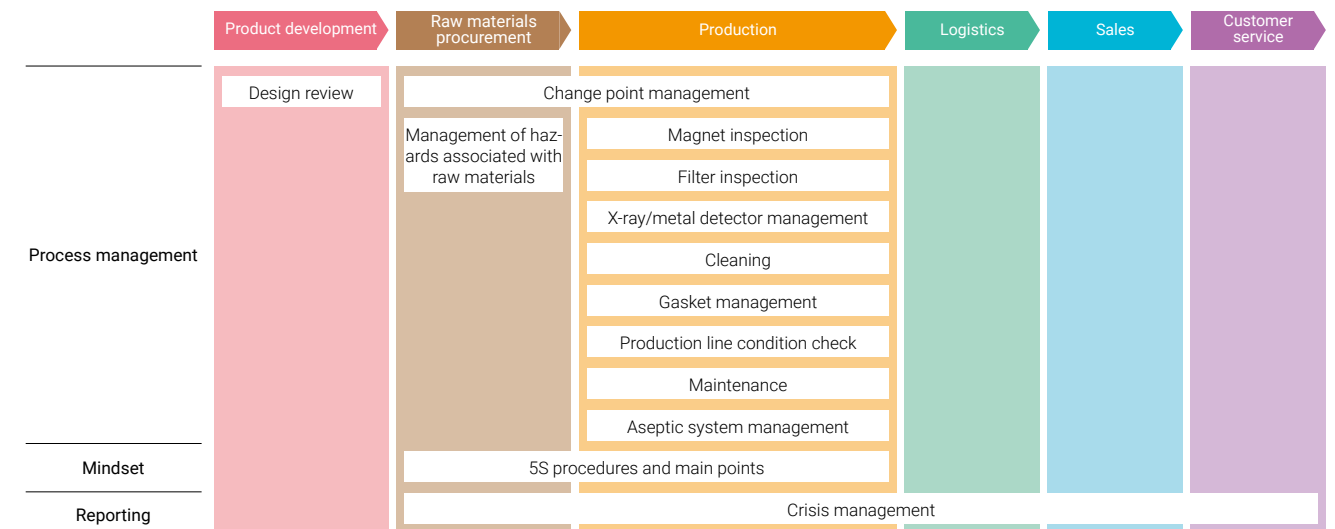 Product development
Raw materials
procurement
Production
Logistics
Sales
Customer
service
Process management
Design review
Change point management
Management of haz-
ards associated with
raw materials
Magnet inspection
Filter inspection
X-ray/metal detector management
Cleaning
Gasket management
Production line condition check
Maintenance
Aseptic system management
Mindset
5S procedures and main points
Reporting
Crisis management